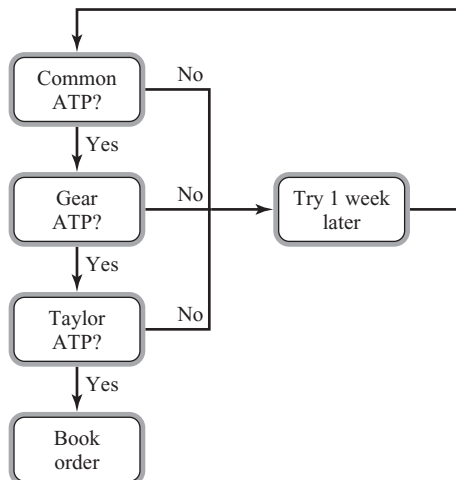 Common
ATP?
No
Yes
Gear
ATP?
No
Try 1 week
later
Yes
Taylor
ATP?
No
Yes
Book
order